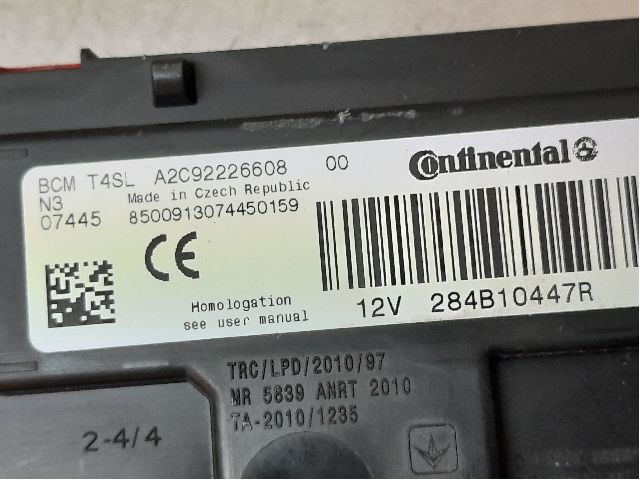 BCM T4SL A2C92226608 00
Continental
N3 Made in Czech Republic
07445 8500913074450159
CE
Homologation
see user manual
12V 284B10447R
TRC/LPD/2010/97
NR 5839 ANRT 2010
TA-2010/1235
2-4/4